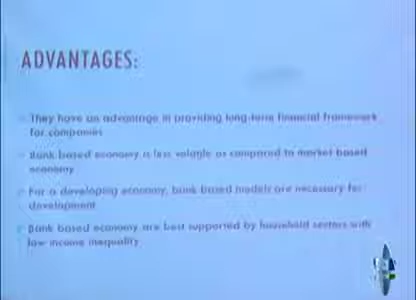 ADVANTAGES:
They have an advantage in providing long-term financial framework
for companies
Bank based economy is less volatile as compared to market based
economy
For a developing economy, bank based models are necessary for
development
Bank based economy are best supported by household sectors with
low income inequality